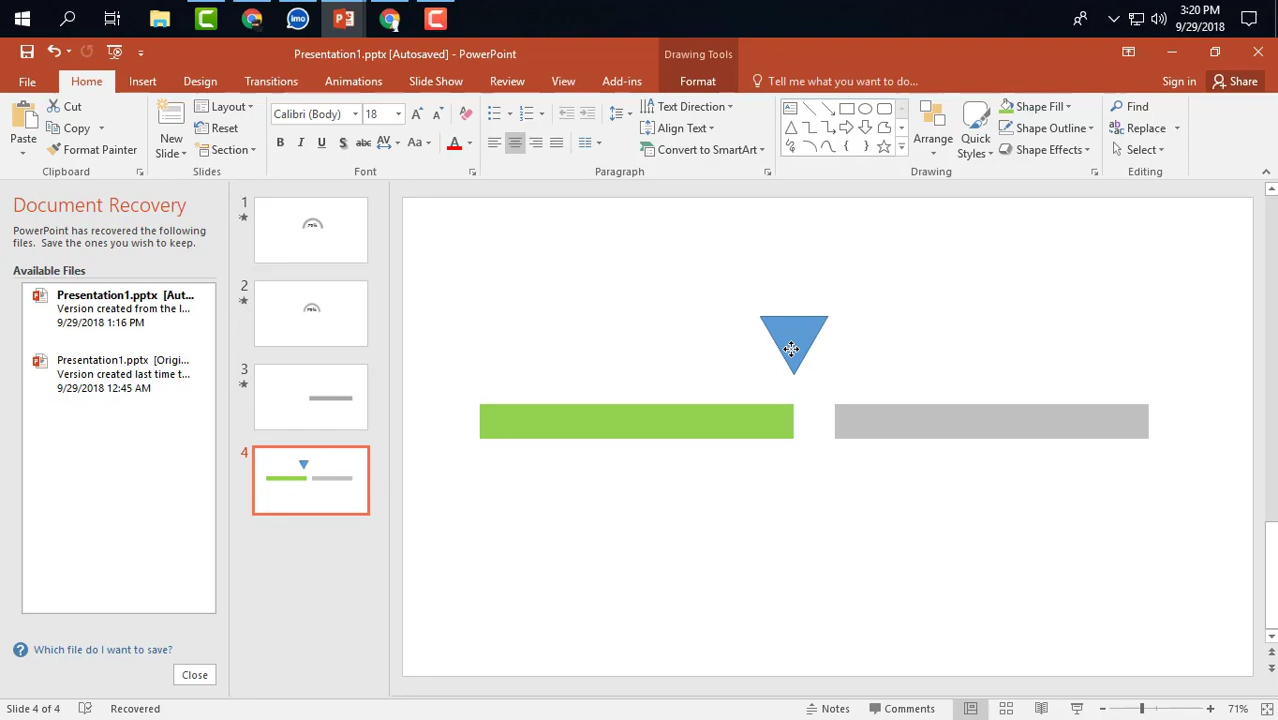 3:20 PM
9/29/2018
imo
Presentation1.pptx [Autosaved] - PowerPoint
Drawing Tools
File
Home
Insert
Design
Transitions
Animations
Slide Show
Review
View
Add-ins
Format
Tell me what you want to do...
Sign in
Share
Paste
Cut
Copy
Format Painter
Clipboard
New
Slide
Layout
Reset
Section
Slides
Calibri (Body)
18
B I U S abc AV Aa A
Font
Text Direction
Align Text
Convert to SmartArt
Paragraph
Arrange
Quick
Styles
Shape Fill
Shape Outline
Shape Effects
Drawing
Find
Replace
Select
Editing
Document Recovery
PowerPoint has recovered the following
files. Save the ones you wish to keep.
Available Files
Presentation1.pptx [Aut...
Version created from the l...
9/29/2018 1:16 PM
Presentation1.pptx [Origi...
Version created last time t...
9/29/2018 12:45 AM
Which file do I want to save?
Close
1
2
3
4
Slide 4 of 4
Recovered
Notes
Comments
71%